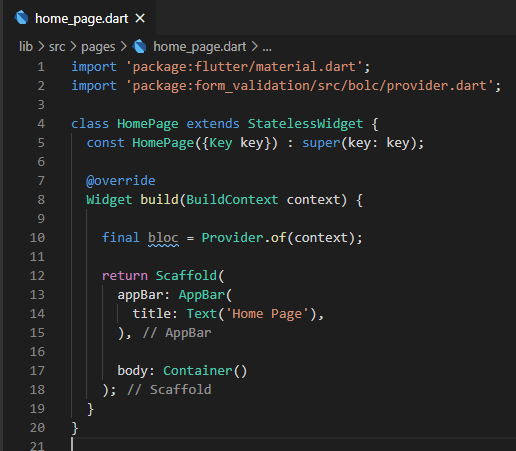 home_page.dart ×
lib > src > pages > home_page.dart > ...
1 import 'package:flutter/material.dart';
2 import 'package:form_validation/src/bolc/provider.dart';
3
4 class HomePage extends StatelessWidget {
5 const HomePage({Key key}) : super(key: key);
6
7 @override
8 Widget build(BuildContext context) {
9
10 final bloc = Provider.of(context);
11
12 return Scaffold(
13 appBar: AppBar(
14 title: Text('Home Page'),
15 ), // AppBar
16
17 body: Container()
18 ); // Scaffold
19 }
20 }
21